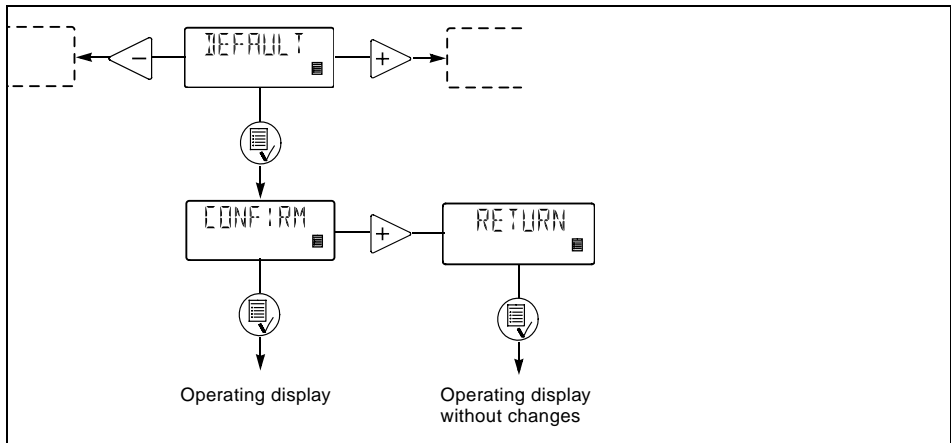 DEFAULT
−
+
CONFIRM
+
RETURN
Operating display
Operating display
without changes